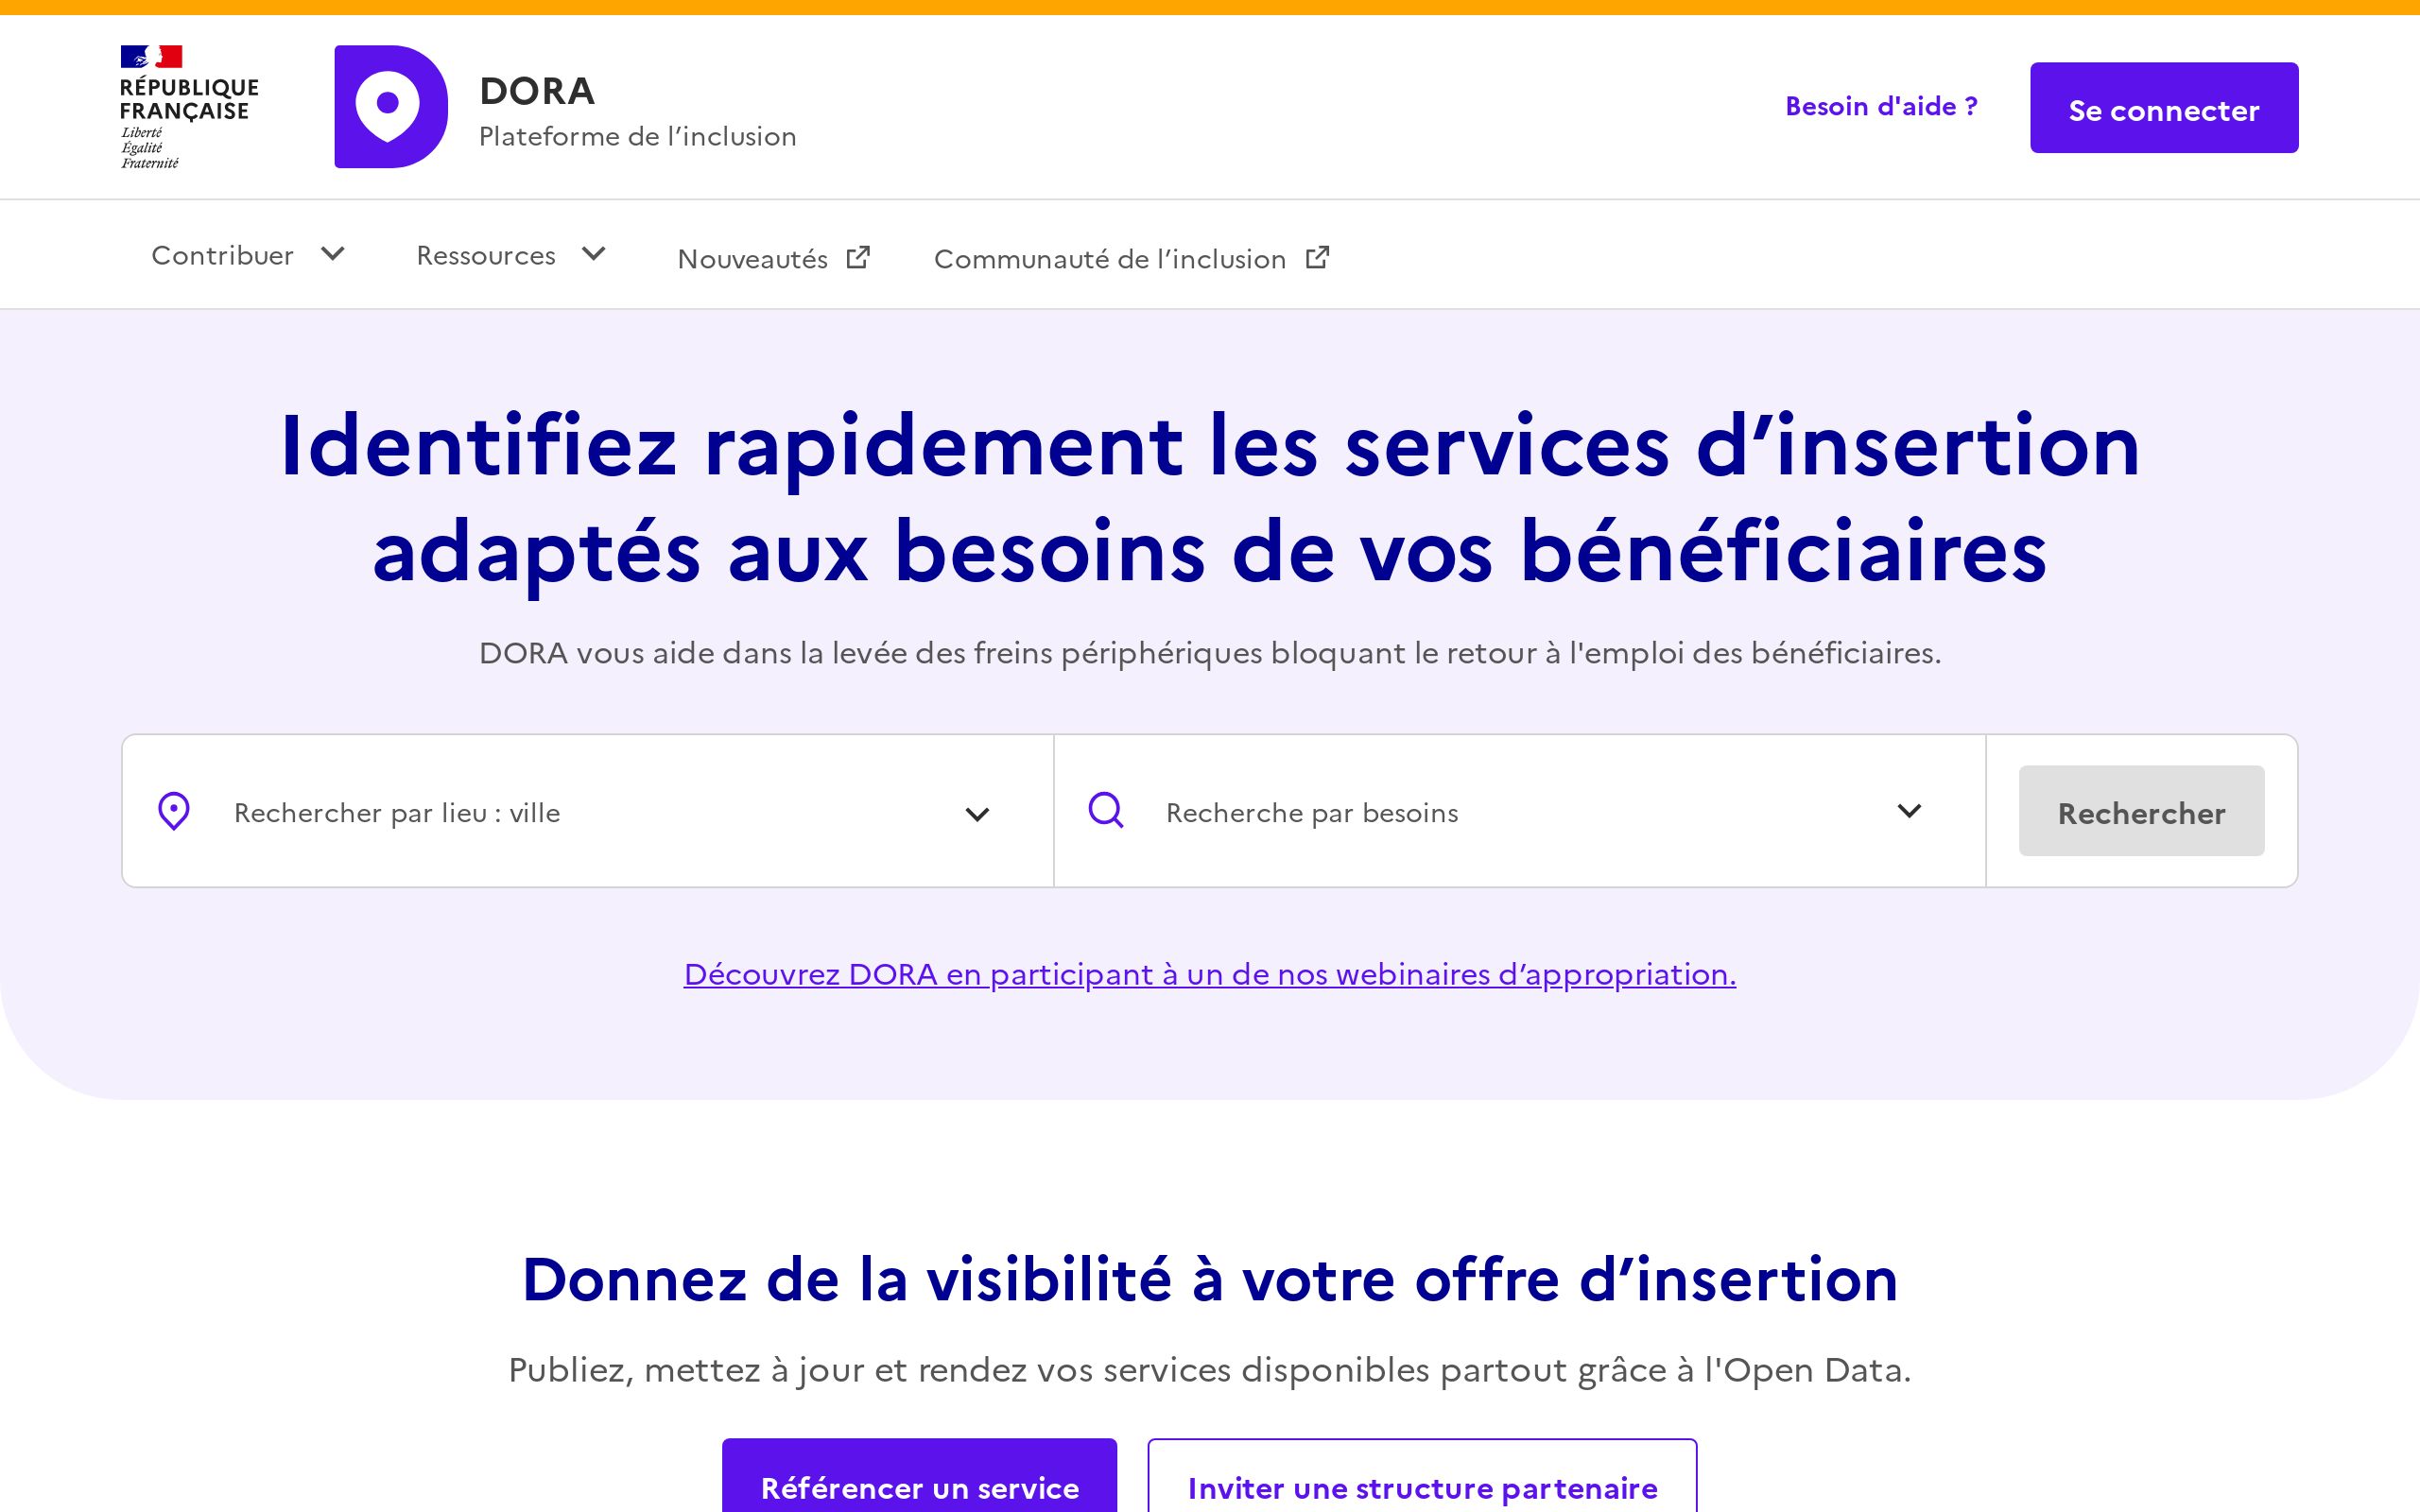 RÉPUBLIQUE
FRANÇAISE
Liberté
Égalité
Fraternité
DORA
Plateforme de l’inclusion
Besoin d'aide ?
Se connecter
Contribuer
Ressources
Nouveautés
Communauté de l’inclusion
Identifiez rapidement les services d’insertion
adaptés aux besoins de vos bénéficiaires
DORA vous aide dans la levée des freins périphériques bloquant le retour à l'emploi des bénéficiaires.
Rechercher par lieu : ville
Recherche par besoins
Rechercher
Découvrez DORA en participant à un de nos webinaires d’appropriation.
Donnez de la visibilité à votre offre d’insertion
Publiez, mettez à jour et rendez vos services disponibles partout grâce à l'Open Data.
Référencer un service
Inviter une structure partenaire